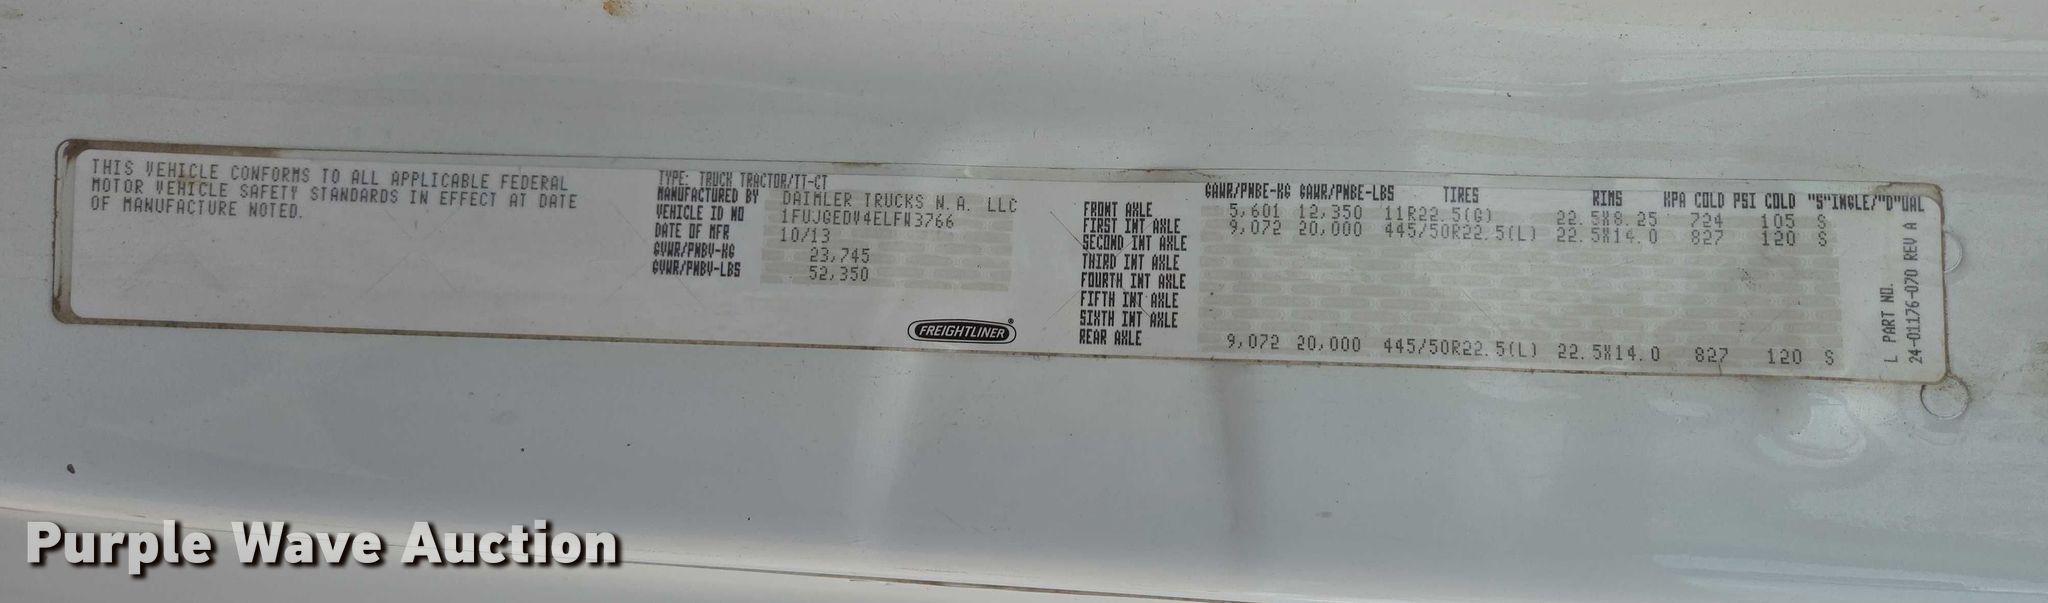 THIS VEHICLE CONFORMS TO ALL APPLICABLE FEDERAL
MOTOR VEHICLE SAFETY STANDARDS IN EFFECT AT DATE
OF MANUFACTURE NOTED.
TYPE: TRUCK TRACTOR/TT-CT
MANUFACTURED BY DAIMLER TRUCKS N.A. LLC
VEHICLE ID NO 1FUJGEDV4ELFW3766
DATE OF MFR 10/13
GVWR/PNBV-KG 23,745
GVWR/PNBV-LBS 52,350
FREIGHTLINER®
GAWR/PNBE-KG GAWR/PNBE-LBS TIRES RIMS KPA COLD PSI COLD "S"INGLE/"D"UAL
FRONT AXLE 5,601 12,350 11R22.5(G) 22.5X8.25 724 105 S
FIRST INT AXLE 9,072 20,000 445/50R22.5(L) 22.5X14.0 827 120 S
SECOND INT AXLE
THIRD INT AXLE
FOURTH INT AXLE
FIFTH INT AXLE
SIXTH INT AXLE
REAR AXLE 9,072 20,000 445/50R22.5(L) 22.5X14.0 827 120 S
L PART NO.
24-01176-070 REV A
Purple Wave Auction